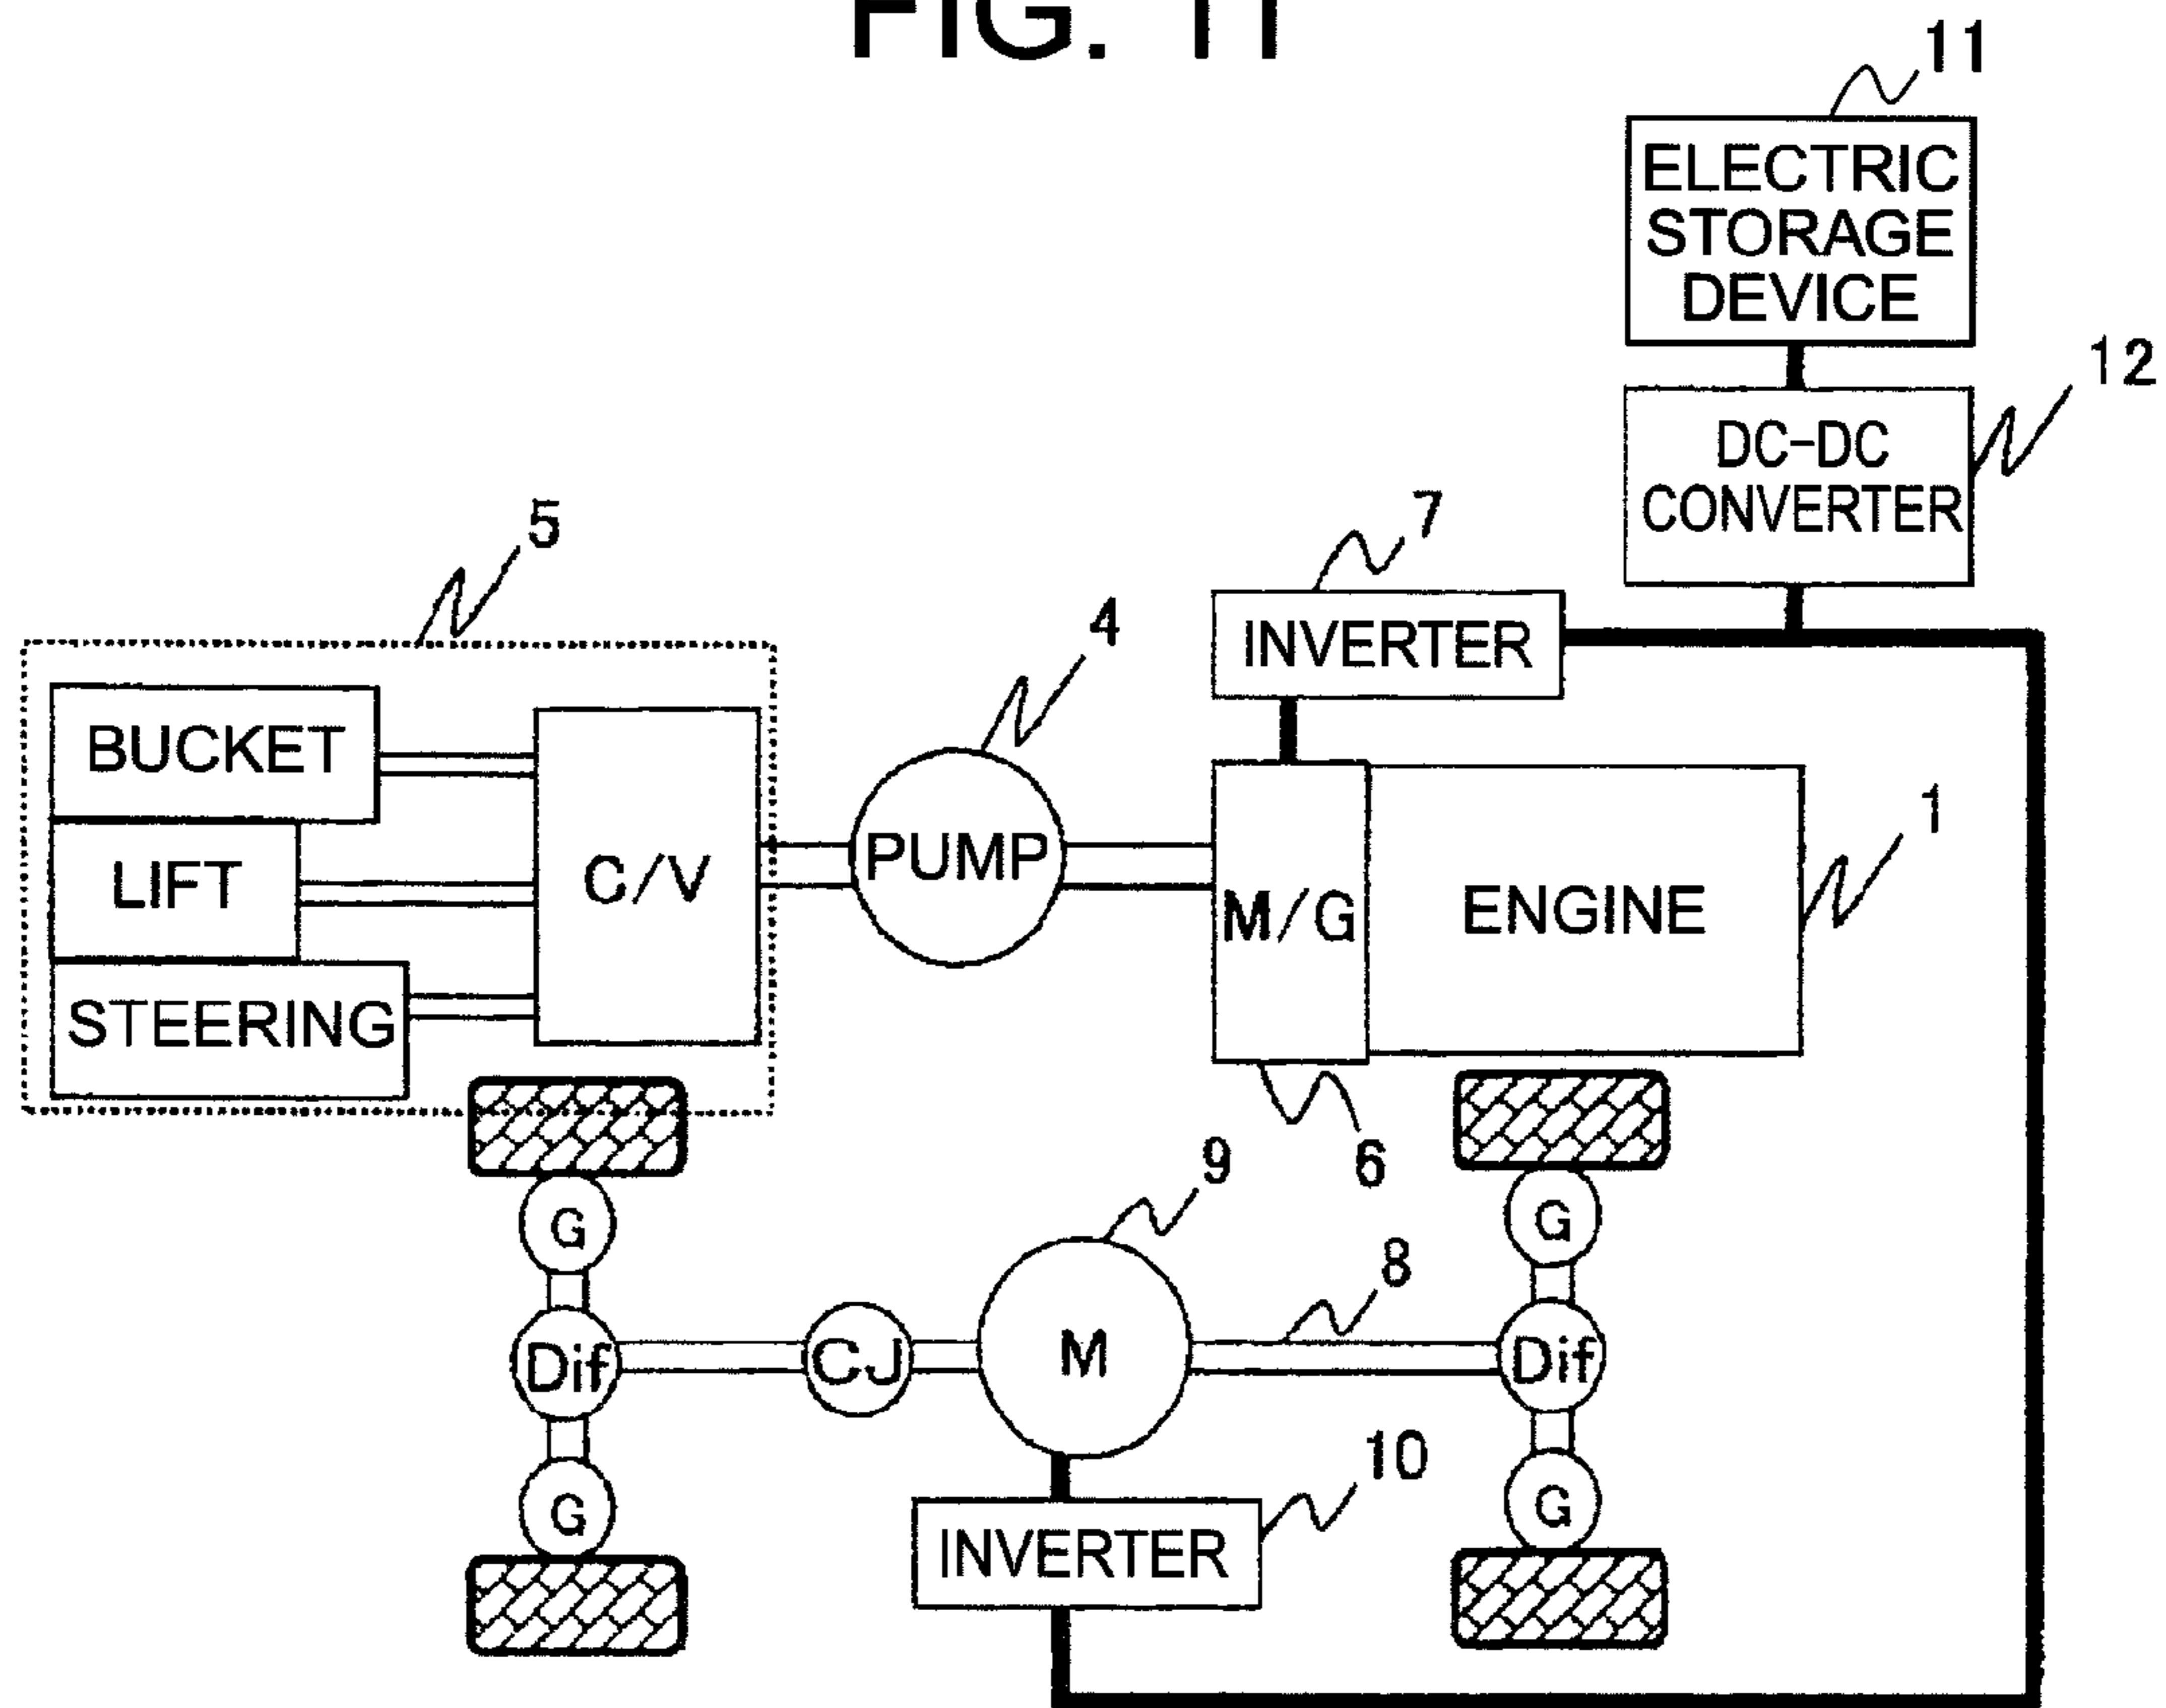 FIG. 11
11
ELECTRIC
STORAGE
DEVICE
12
DC-DC
CONVERTER
7
INVERTER
5
4
BUCKET
LIFT
STEERING
C/V
PUMP
M/G
ENGINE
1
6
9
8
G
G
Dif
CJ
M
Dif
10
G
INVERTER
G